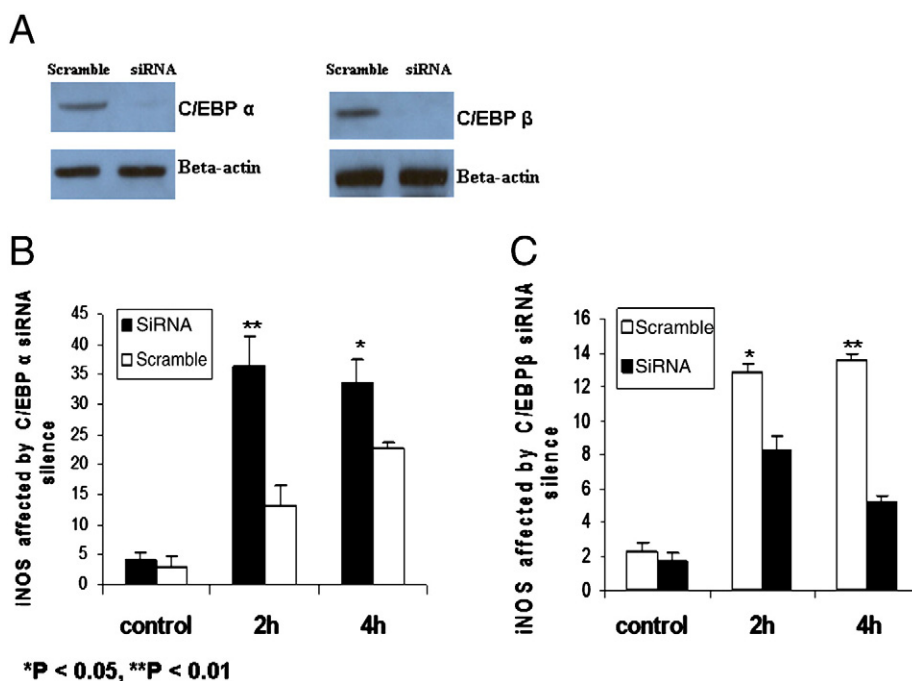 A
Scramble siRNA
C/EBP α
Beta-actin
Scramble siRNA
C/EBP β
Beta-actin
B
iNOS affected by C/EBP α siRNA
silence
45
40
35
30
25
20
15
10
5
0
SiRNA
Scramble
**
*
control 2h 4h
C
iNOS affected by C/EBPβ siRNA
silence
16
14
12
10
8
6
4
2
0
Scramble
SiRNA
*
**
control 2h 4h
*P < 0.05, **P < 0.01